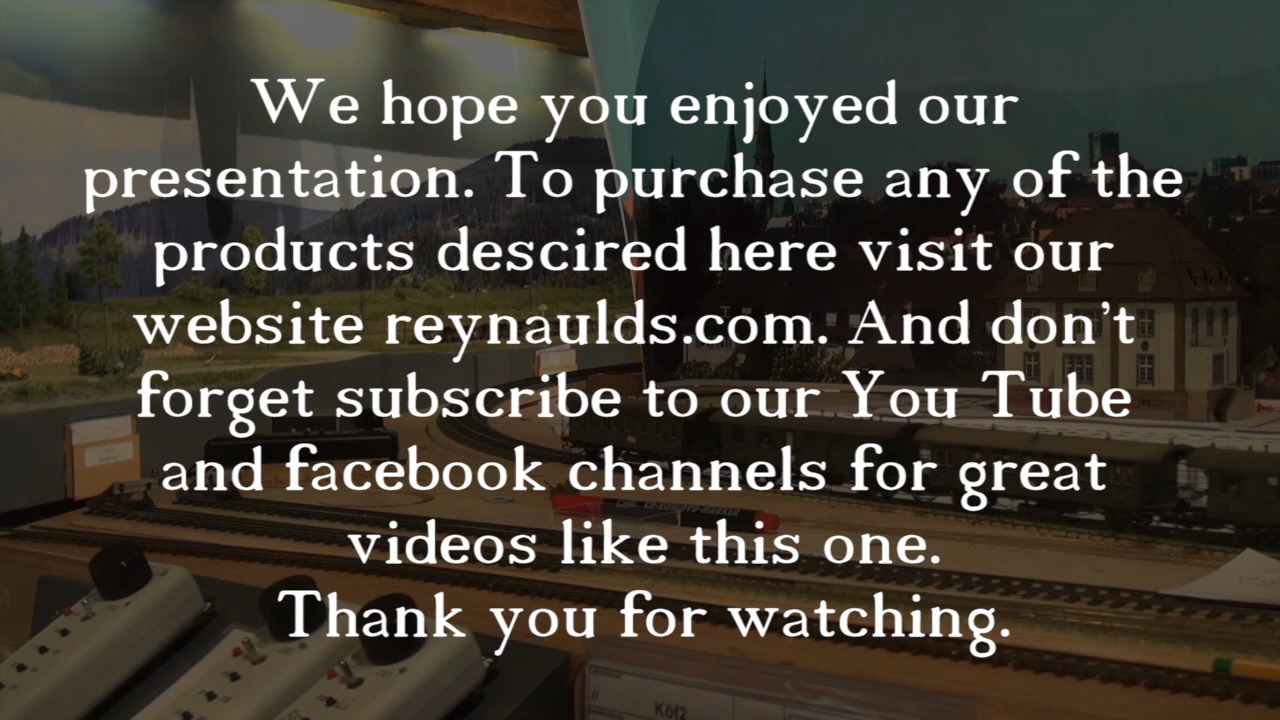 We hope you enjoyed our
presentation. To purchase any of the
products descired here visit our
website reynaulds.com. And don't
forget subscribe to our You Tube
and facebook channels for great
videos like this one.
Thank you for watching.
Köf2